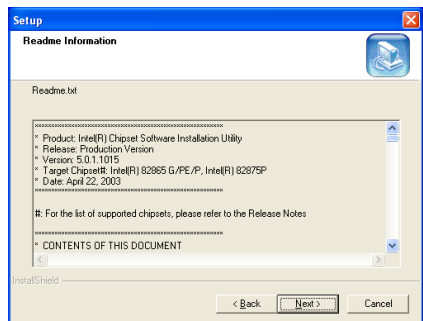 Setup
Readme Information
Readme.txt
************************************************************
* Product: Intel(R) Chipset Software Installation Utility
* Release: Production Version
* Version: 5.0.1.1015
* Target Chipset#: Intel(R) 82865 G/PE/P, Intel(R) 82875P
* Date: April 22, 2003
************************************************************
#: For the list of supported chipsets, please refer to the Release Notes
************************************************************
* CONTENTS OF THIS DOCUMENT
InstallShield
< Back Next > Cancel